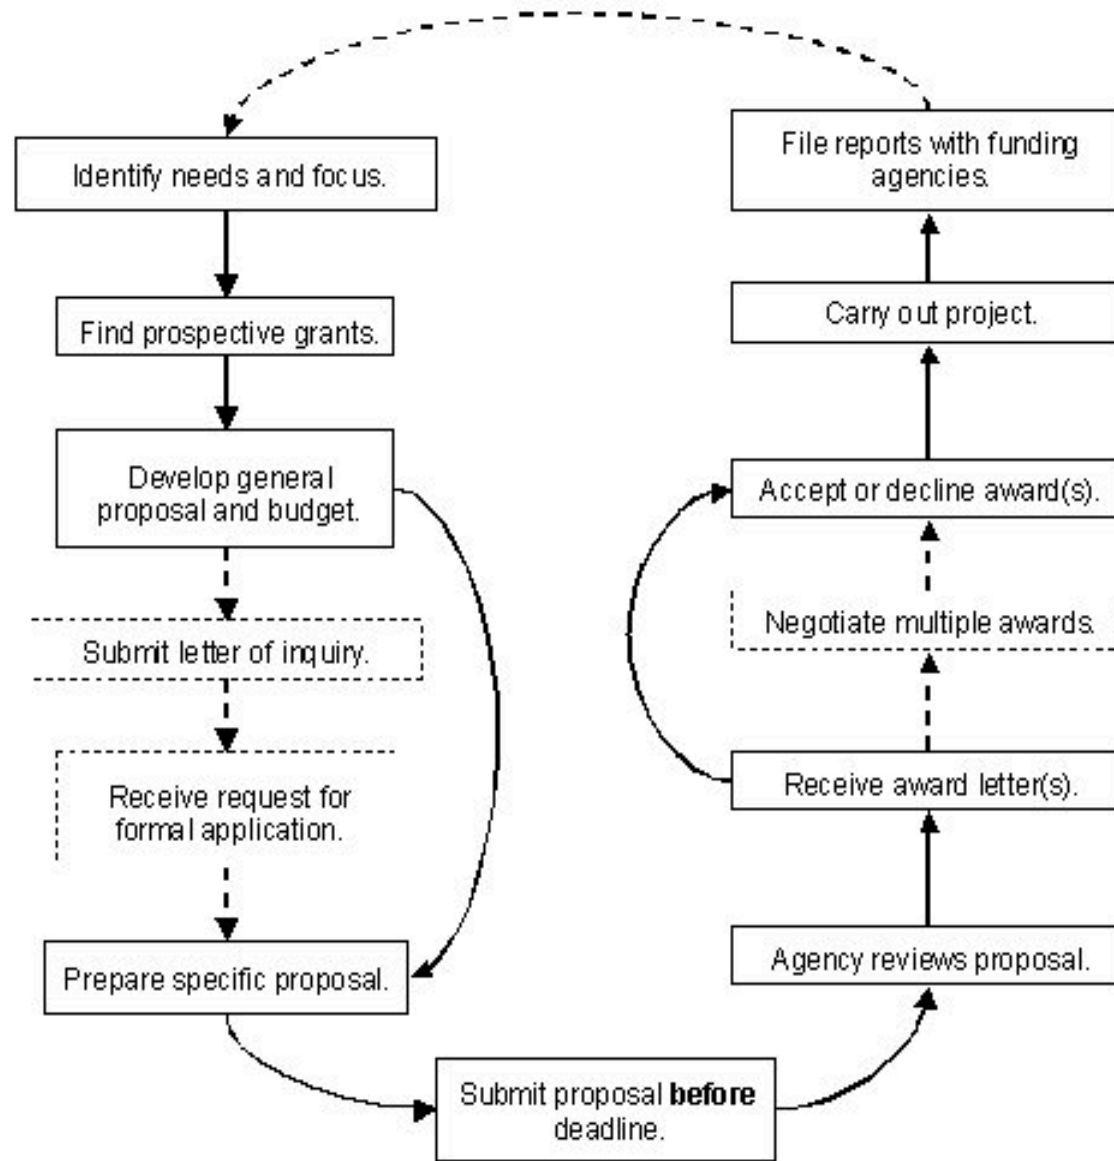 Identify needs and focus.
Find prospective grants.
Develop general
proposal and budget.
Submit letter of inquiry.
Receive request for
formal application.
Prepare specific proposal.
Submit proposal before
deadline.
Agency reviews proposal.
Receive award letter(s).
Negotiate multiple awards.
Accept or decline award(s).
Carry out project.
File reports with funding
agencies.